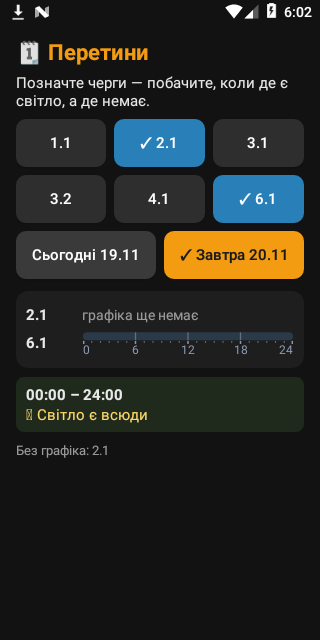 6:02
Перетини
Позначте черги — побачите, коли де є
світло, а де немає.
1.1
✓ 2.1
3.1
3.2
4.1
✓ 6.1
Сьогодні 19.11
✓ Завтра 20.11
2.1 графіка ще немає
6.1
0 6 12 18 24
00:00 – 24:00
Світло є всюди
Без графіка: 2.1